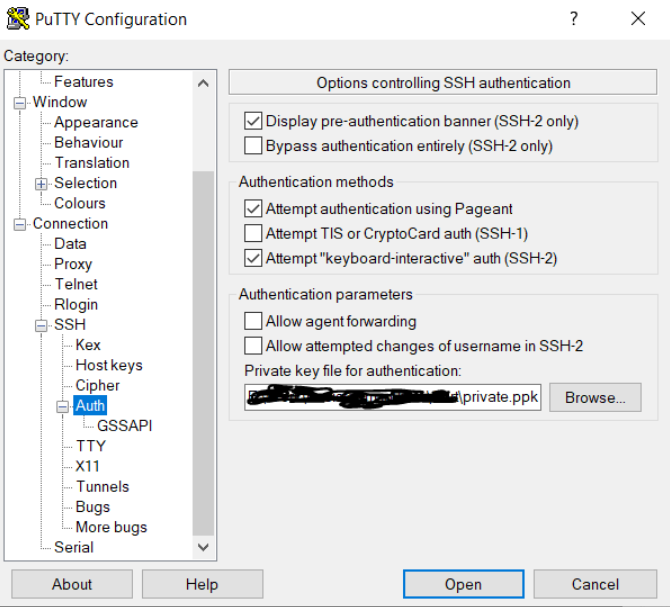 PuTTY Configuration
?
Category:
Features
Window
Appearance
Behaviour
Translation
Selection
Colours
Connection
Data
Proxy
Telnet
Rlogin
SSH
Kex
Host keys
Cipher
Auth
GSSAPI
TTY
X11
Tunnels
Bugs
More bugs
Serial
Options controlling SSH authentication
Display pre-authentication banner (SSH-2 only)
Bypass authentication entirely (SSH-2 only)
Authentication methods
Attempt authentication using Pageant
Attempt TIS or CryptoCard auth (SSH-1)
Attempt "keyboard-interactive" auth (SSH-2)
Authentication parameters
Allow agent forwarding
Allow attempted changes of username in SSH-2
Private key file for authentication:
\private.ppk
Browse...
About
Help
Open
Cancel